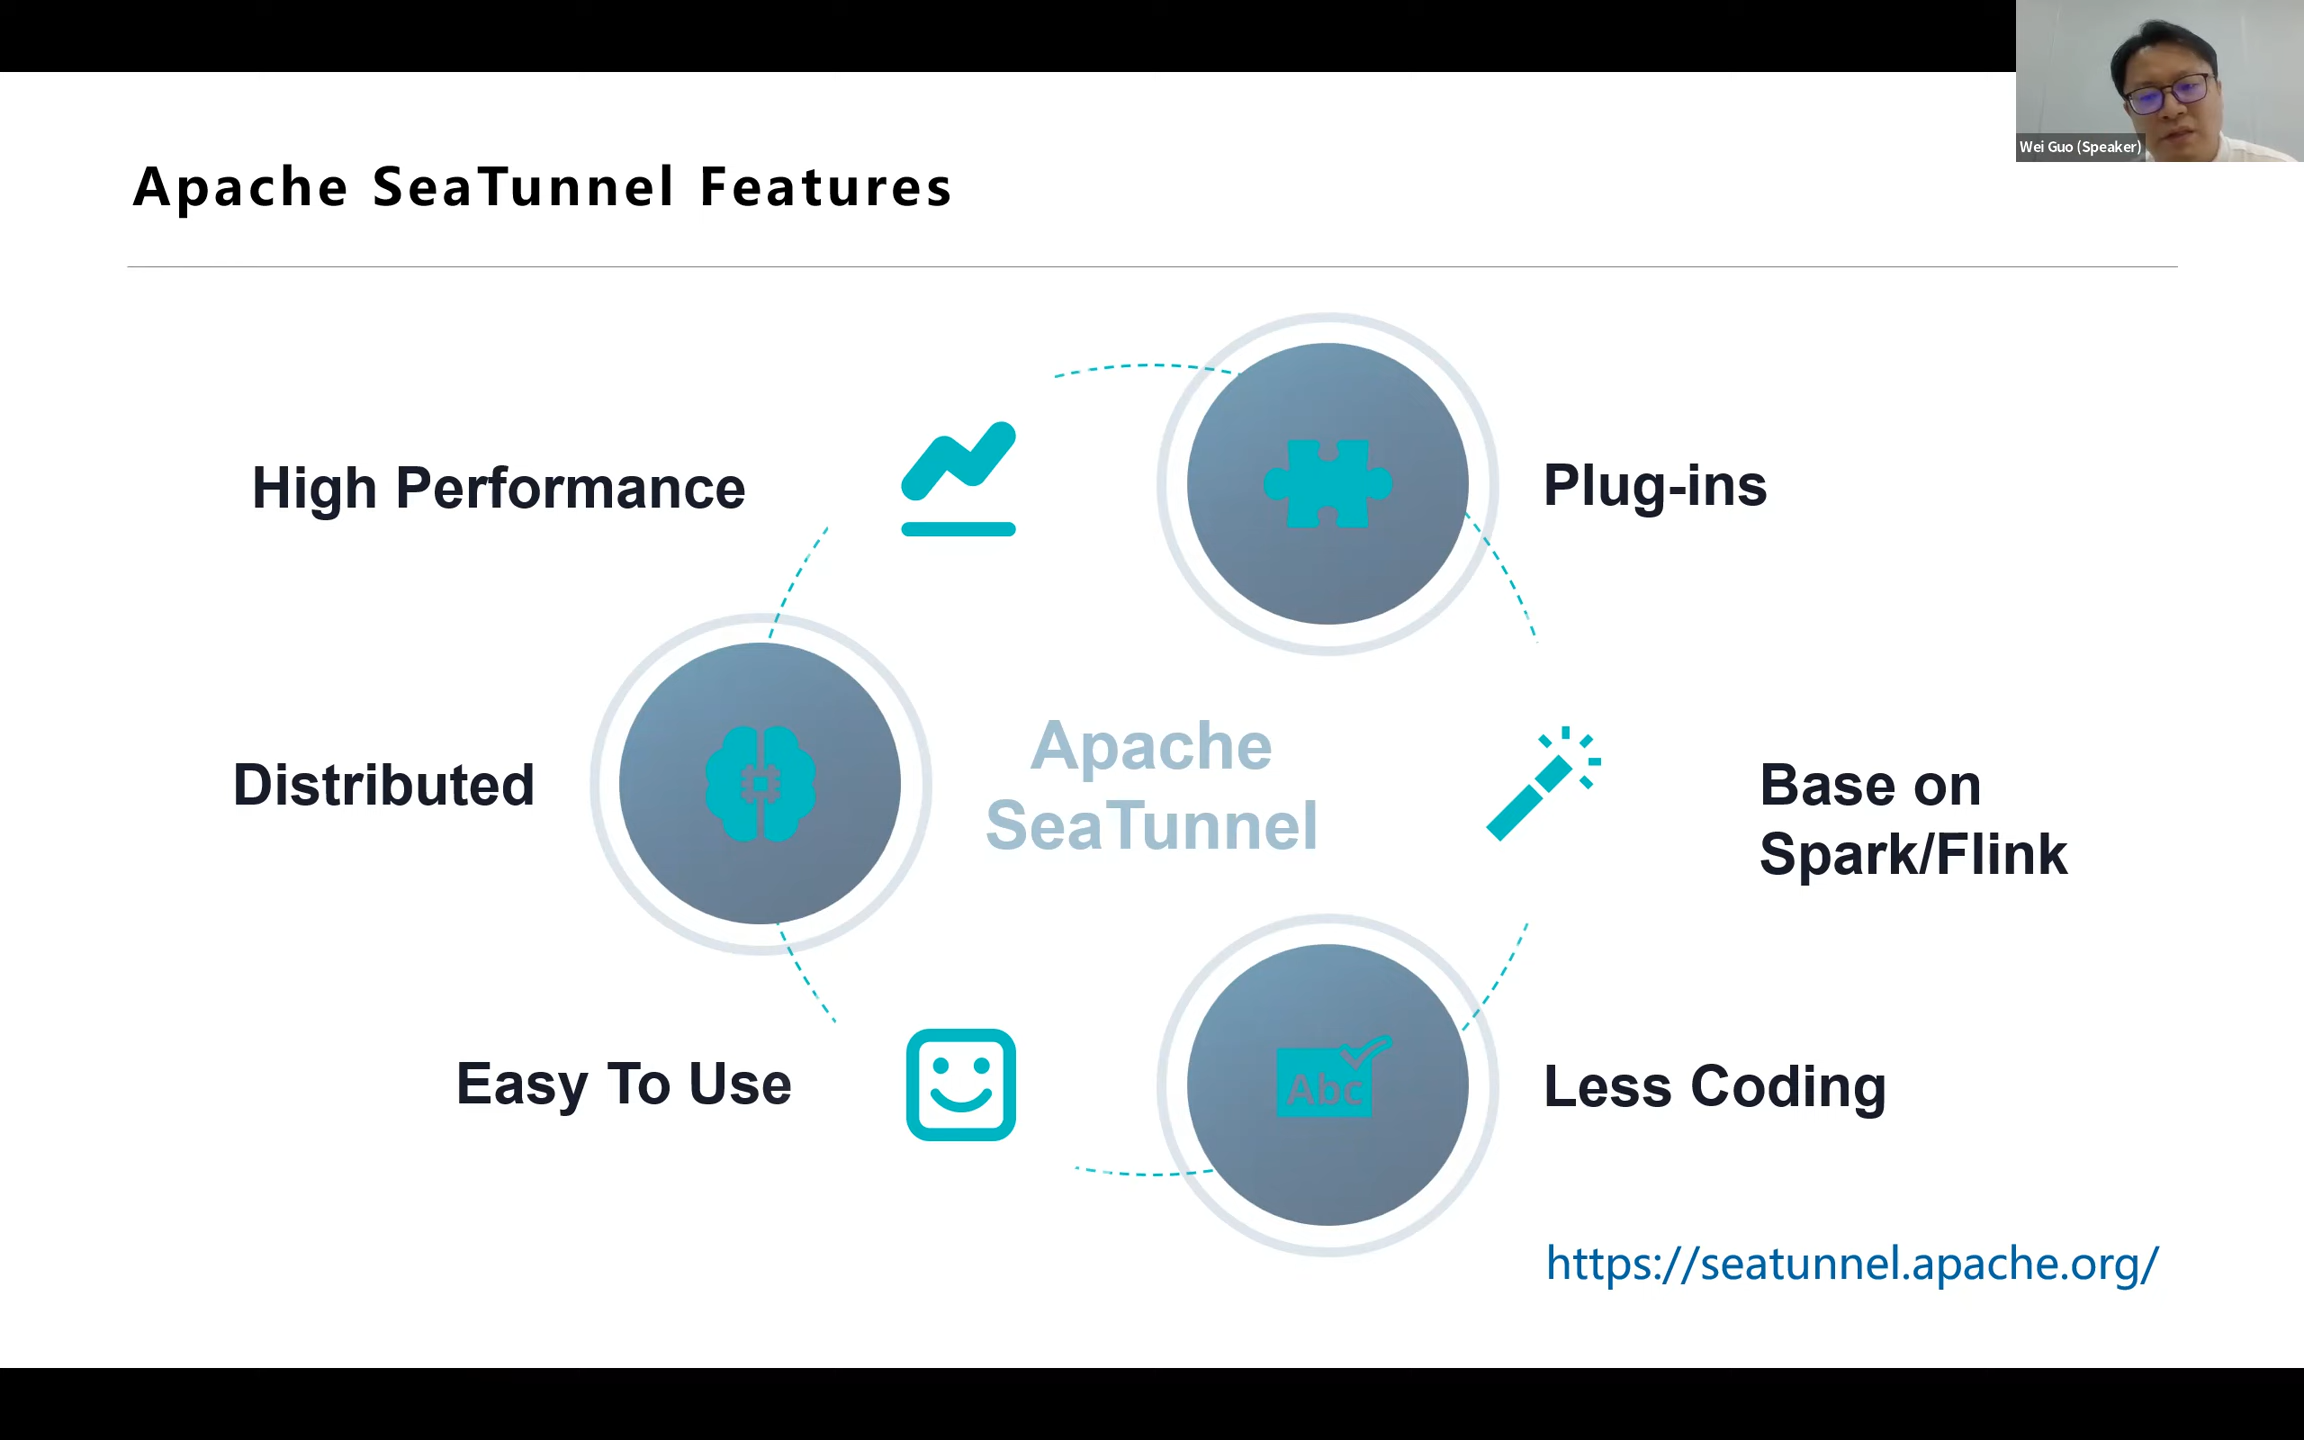 Wei Guo (Speaker)
Apache SeaTunnel Features
High Performance
Plug-ins
Distributed
Apache
SeaTunnel
Base on
Spark/Flink
Easy To Use
Abc
Less Coding
https://seatunnel.apache.org/